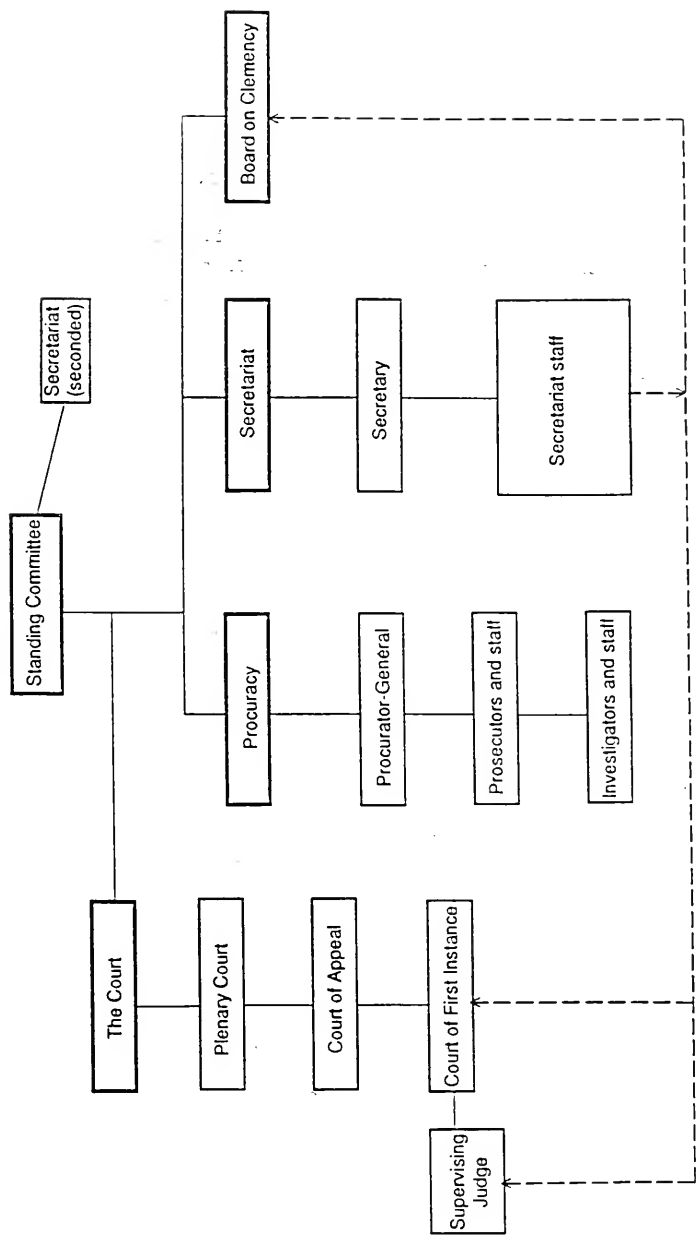 Standing Committee
Secretariat
(seconded)
The Court
Plenary Court
Court of Appeal
Court of First Instance
Supervising
Judge
Procuracy
Procurator-General
Prosecutors and staff
Investigators and staff
Secretariat
Secretary
Secretariat staff
Board on Clemency